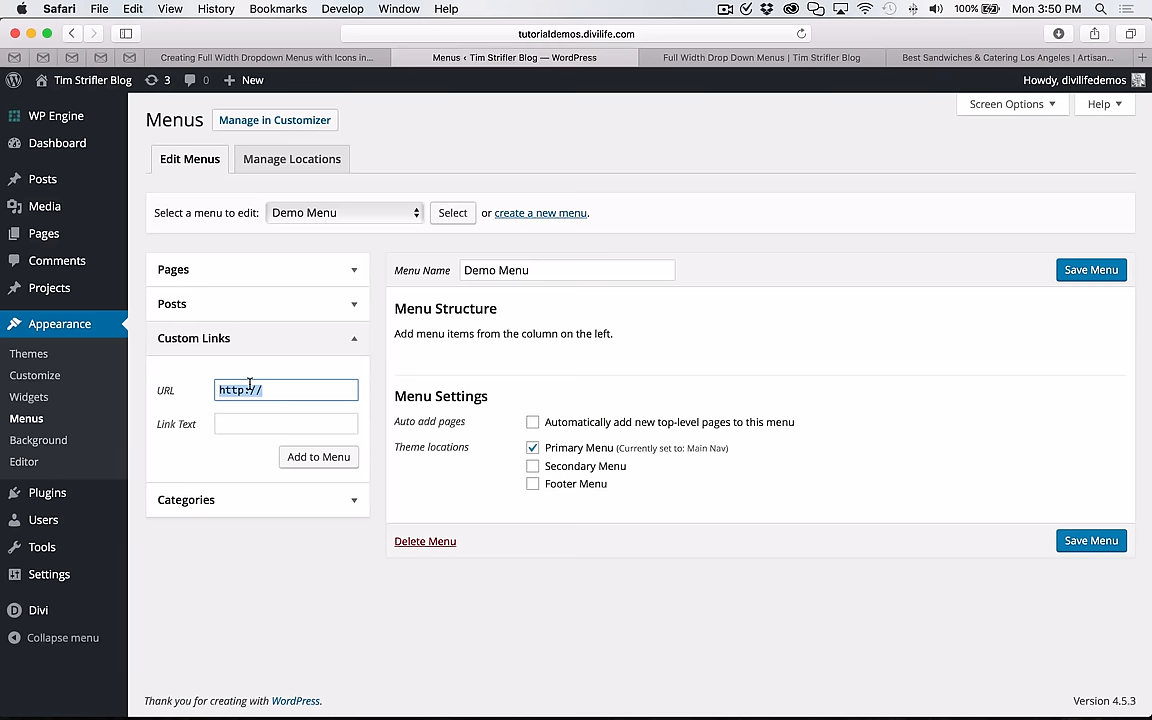 Safari File Edit View History Bookmarks Develop Window Help 100% Mon 3:50 PM
tutorialdemos.divilife.com
Creating Full Width Dropdown Menus with Icons in... Menus ‹ Tim Strifler Blog — WordPress Full Width Drop Down Menus | Tim Strifler Blog Best Sandwiches & Catering Los Angeles | Artisan...
Tim Strifler Blog 3 0 + New Howdy, divilifedemos
Screen Options ▼ Help ▼
WP Engine
Dashboard
Posts
Media
Pages
Comments
Projects
Appearance
Themes
Customize
Widgets
Menus
Background
Editor
Plugins
Users
Tools
Settings
Divi
Collapse menu
Menus Manage in Customizer
Edit Menus Manage Locations
Select a menu to edit: Demo Menu Select or create a new menu.
Pages
Posts
Custom Links
URL http://
Link Text
Add to Menu
Categories
Menu Name Demo Menu Save Menu
Menu Structure
Add menu items from the column on the left.
Menu Settings
Auto add pages Automatically add new top-level pages to this menu
Theme locations Primary Menu (Currently set to: Main Nav)
Secondary Menu
Footer Menu
Delete Menu Save Menu
Thank you for creating with WordPress. Version 4.5.3